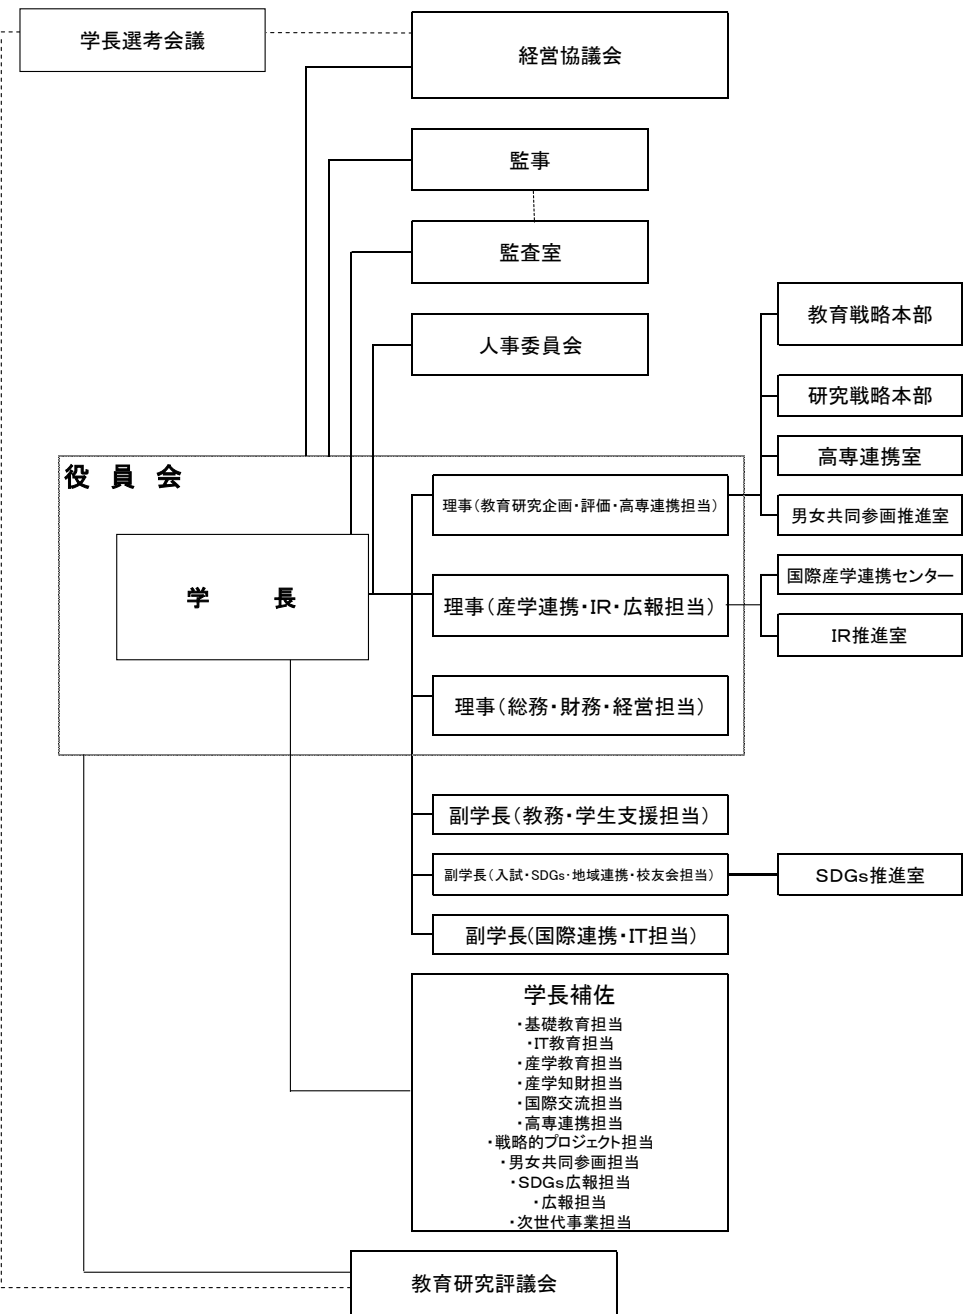 学長選考会議
経営協議会
監事
監査室
人事委員会
教育戦略本部
研究戦略本部
高専連携室
男女共同参画推進室
国際産学連携センター
IR推進室
役 員 会
学 長
理事（教育研究企画・評価・高専連携担当）
理事（産学連携・IR・広報担当）
理事（総務・財務・経営担当）
副学長（教務・学生支援担当）
副学長（入試・SDGs・地域連携・校友会担当）
SDGs推進室
副学長(国際連携・IT担当)
学長補佐
・基礎教育担当
・IT教育担当
・産学教育担当
・産学知財担当
・国際交流担当
・高専連携担当
・戦略的プロジェクト担当
・男女共同参画担当
・SDGs広報担当
・広報担当
・次世代事業担当
教育研究評議会